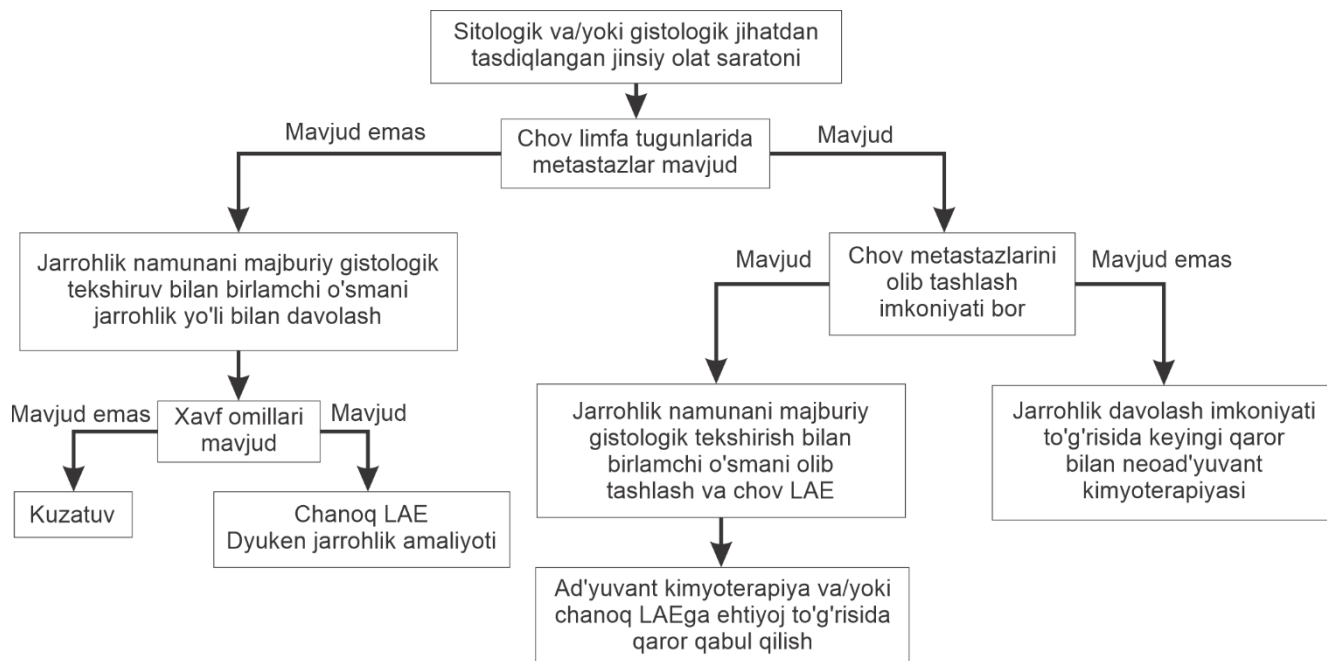 Sitologik va/yoki gistologik jihatdan
tasdiqlangan jinsiy olat saratoni
Mavjud emas
Chov limfa tugunlarida
metastazlar mavjud
Mavjud
Jarrohlik namunani majburiy gistologik
tekshiruv bilan birlamchi o'smani
jarrohlik yo'li bilan davolash
Mavjud
Chov metastazlarini
olib tashlash
imkoniyati bor
Mavjud emas
Mavjud emas
Xavf omillari
mavjud
Mavjud
Kuzatuv
Chanoq LAE
Dyuken jarrohlik amaliyoti
Jarrohlik namunani majburiy
gistologik tekshirish bilan
birlamchi o'smani olib
tashlash va chov LAE
Jarrohlik davolash imkoniyati
to'g'risida keyingi qaror
bilan neoad'yuvant
kimyoterapiyasi
Ad'yuvant kimyoterapiya va/yoki
chanoq LAEga ehtiyoj to'g'risida
qaror qabul qilish